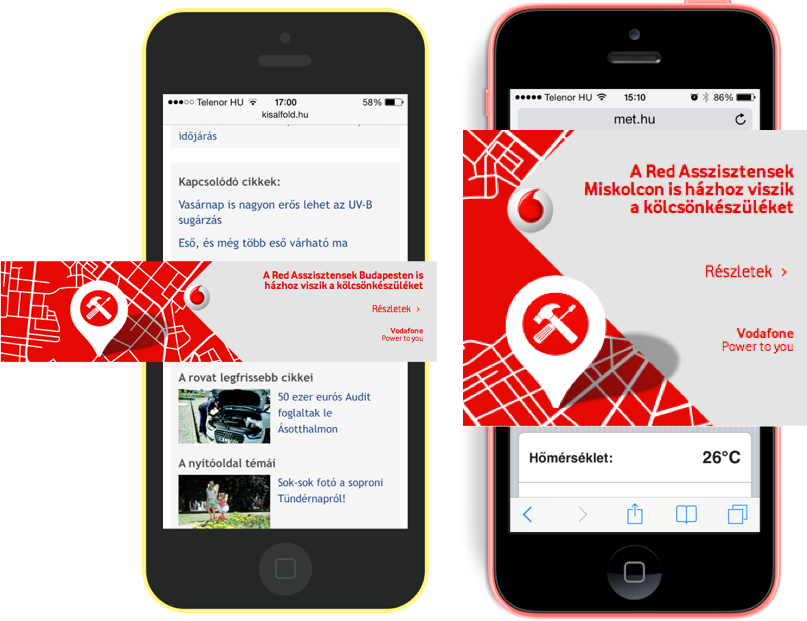 ●●●○○ Telenor HU 17:00 58%
kisalfold.hu
időjárás
Kapcsolódó cikkek:
Vasárnap is nagyon erős lehet az UV-B
sugárzás
Eső, és még több eső várható ma
A Red Asszisztensek Budapesten is
házhoz viszik a kölcsönkészüléket
Részletek >
Vodafone
Power to you
A rovat legfrissebb cikkei
50 ezer eurós Audit
foglaltak le
Ásotthalmon
A nyitóoldal témái
Sok-sok fotó a soproni
Tündérnapról!
●●●●● Telenor HU 15:10 86%
met.hu
A Red Asszisztensek
Miskolcon is házhoz viszik
a kölcsönkészüléket
Részletek >
Vodafone
Power to you
Hőmérséklet: 26°C